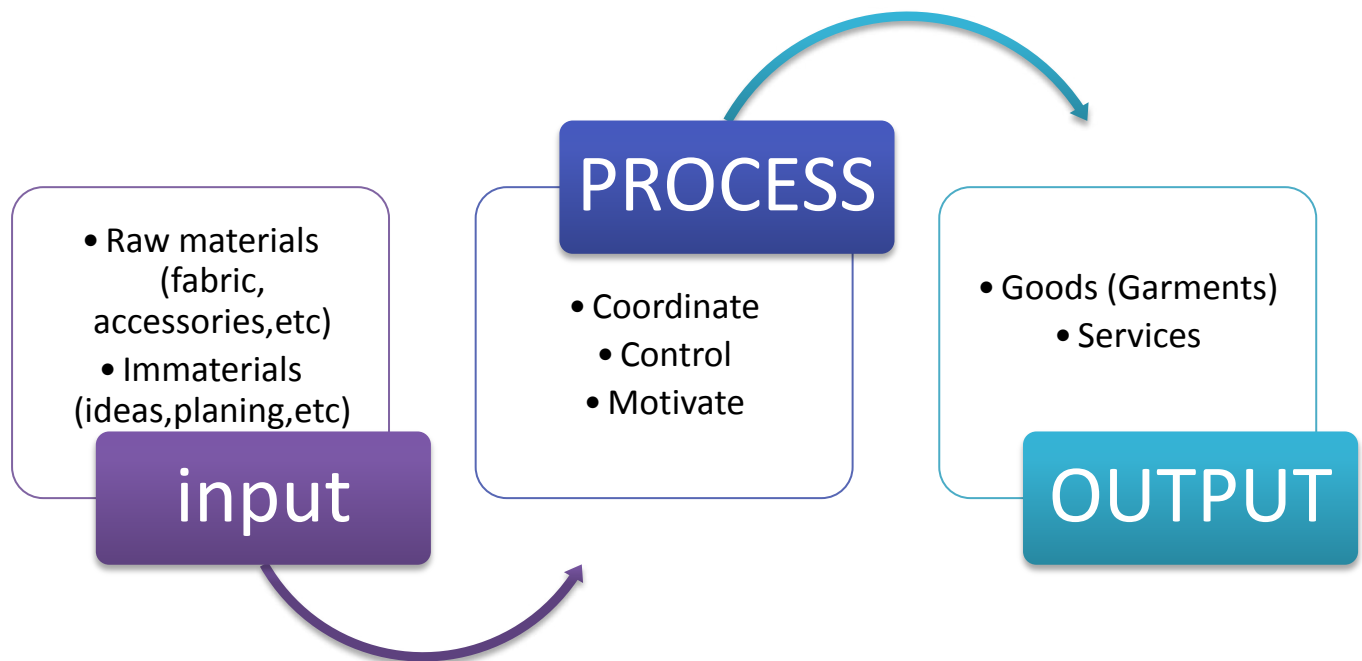 • Raw materials
(fabric,
accessories,etc)
• Immaterials
(ideas,planing,etc)
input
PROCESS
• Coordinate
• Control
• Motivate
• Goods (Garments)
• Services
OUTPUT